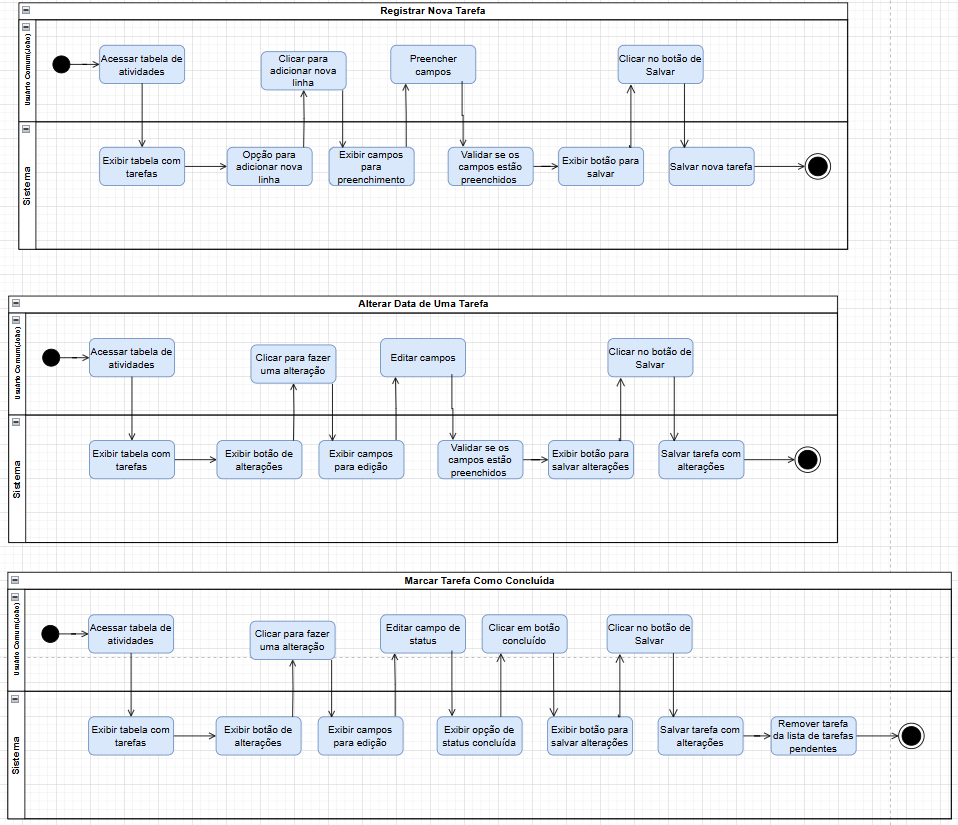 Registrar Nova Tarefa
Usuário Comum(João)
Acessar tabela de
atividades
Clicar para
adicionar nova
linha
Preencher
campos
Clicar no botão de
Salvar
Sistema
Exibir tabela com
tarefas
Opção para
adicionar nova
linha
Exibir campos
para
preenchimento
Validar se os
campos estão
preenchidos
Exibir botão para
salvar
Salvar nova tarefa
Alterar Data de Uma Tarefa
Usuário Comum(João)
Acessar tabela de
atividades
Clicar para fazer
uma alteração
Editar campos
Clicar no botão de
Salvar
Sistema
Exibir tabela com
tarefas
Exibir botão de
alterações
Exibir campos
para edição
Validar se os
campos estão
preenchidos
Exibir botão para
salvar alterações
Salvar tarefa com
alterações
Marcar Tarefa Como Concluída
Usuário Comum(João)
Acessar tabela de
atividades
Clicar para fazer
uma alteração
Editar campo de
status
Clicar em botão
concluído
Clicar no botão de
Salvar
Sistema
Exibir tabela com
tarefas
Exibir botão de
alterações
Exibir campos
para edição
Exibir opção de
status concluída
Exibir botão para
salvar alterações
Salvar tarefa com
alterações
Remover tarefa
da lista de tarefas
pendentes